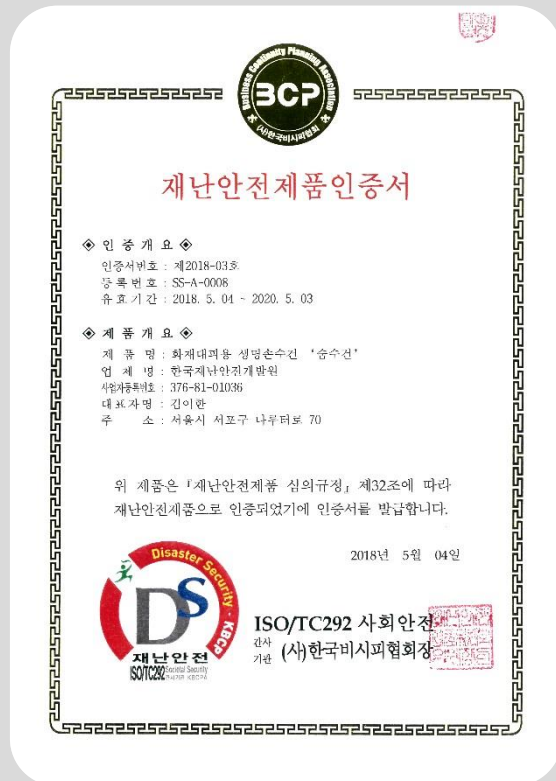 Business Continuity Planning Association
BCP
(사)한국비시피협회
재난안전제품인증서
◈ 인 증 개 요 ◈
인증서번호 : 제2018-03호
등 록 번 호 : SS-A-0008
유 효 기 간 : 2018. 5. 04 ~ 2020. 5. 03
◈ 제 품 개 요 ◈
제 품 명 : 화재대피용 생명손수건 '숨수건'
업 체 명 : 한국재난안전개발원
사업자등록번호 : 376-81-01036
대 표 자 명 : 김이한
주 소 : 서울시 서포구 나루터로 70
위 제품은 『재난안전제품 심의규정』 제32조에 따라
재난안전제품으로 인증되었기에 인증서를 발급합니다.
2018년 5월 04일
Disaster Security · KBCP
DS
재난안전
ISO/TC292 Societal Security
ISO/TC292 사회안전
간사
기관 (사)한국비시피협회장